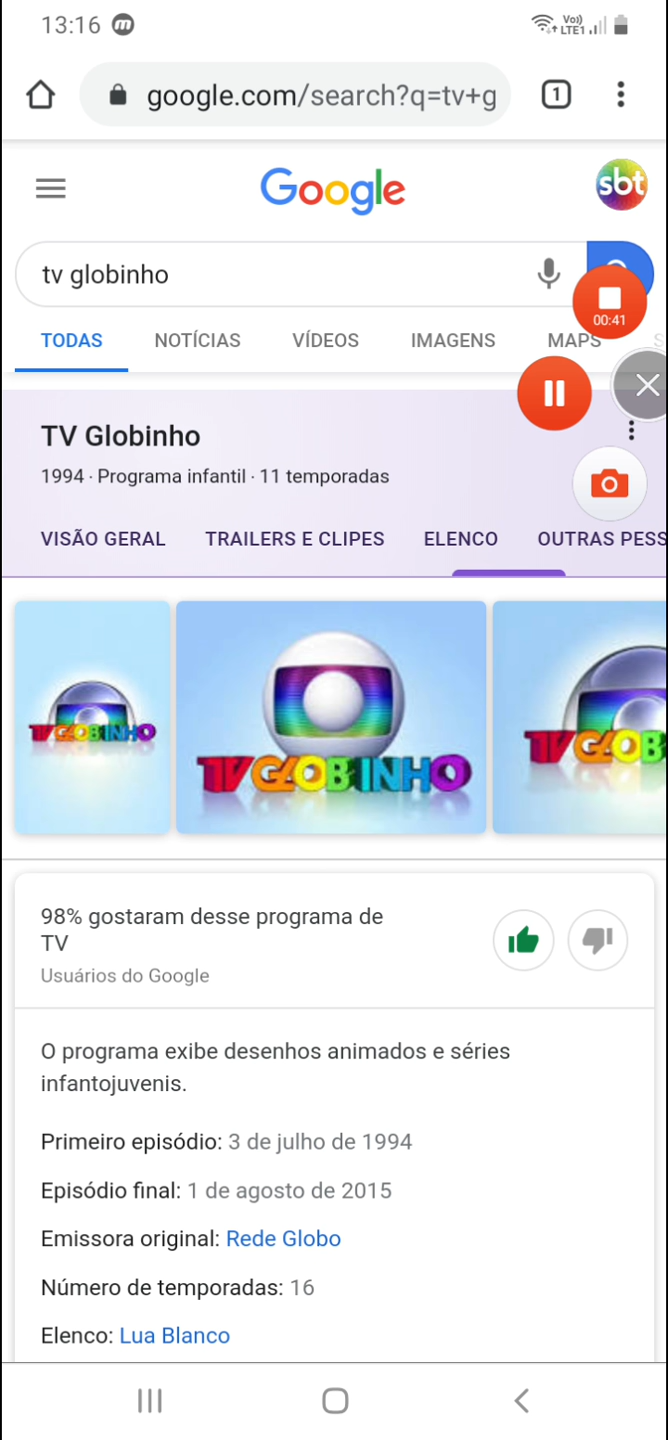 13:16
Vo))
LTE1
google.com/search?q=tv+g
1
Google
sbt
tv globinho
00:41
TODAS NOTÍCIAS VÍDEOS IMAGENS MAPS S
TV Globinho
1994 · Programa infantil · 11 temporadas
VISÃO GERAL TRAILERS E CLIPES ELENCO OUTRAS PESS
TV GLOBINHO
TV GLOBINHO
TV GLOB
98% gostaram desse programa de
TV
Usuários do Google
O programa exibe desenhos animados e séries
infantojuvenis.
Primeiro episódio: 3 de julho de 1994
Episódio final: 1 de agosto de 2015
Emissora original: Rede Globo
Número de temporadas: 16
Elenco: Lua Blanco